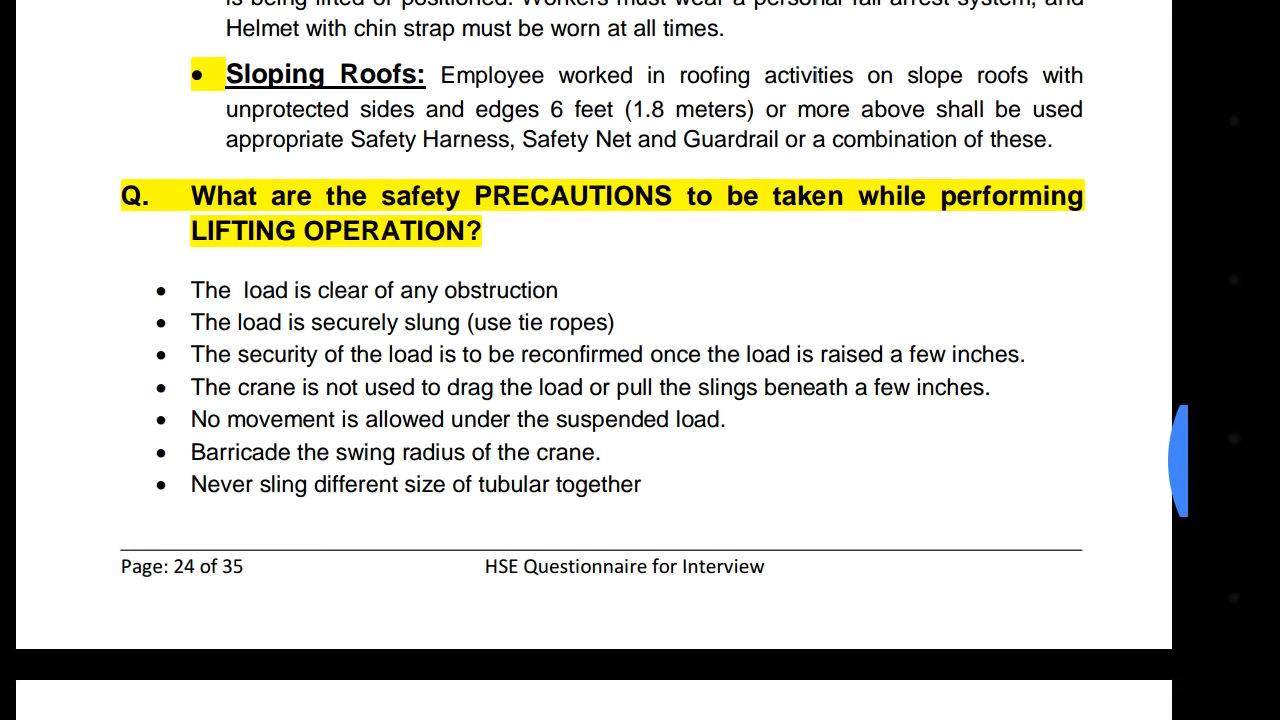 Helmet with chin strap must be worn at all times.
• Sloping Roofs: Employee worked in roofing activities on slope roofs with
unprotected sides and edges 6 feet (1.8 meters) or more above shall be used
appropriate Safety Harness, Safety Net and Guardrail or a combination of these.
Q. What are the safety PRECAUTIONS to be taken while performing
LIFTING OPERATION?
• The load is clear of any obstruction
• The load is securely slung (use tie ropes)
• The security of the load is to be reconfirmed once the load is raised a few inches.
• The crane is not used to drag the load or pull the slings beneath a few inches.
• No movement is allowed under the suspended load.
• Barricade the swing radius of the crane.
• Never sling different size of tubular together
Page: 24 of 35 HSE Questionnaire for Interview